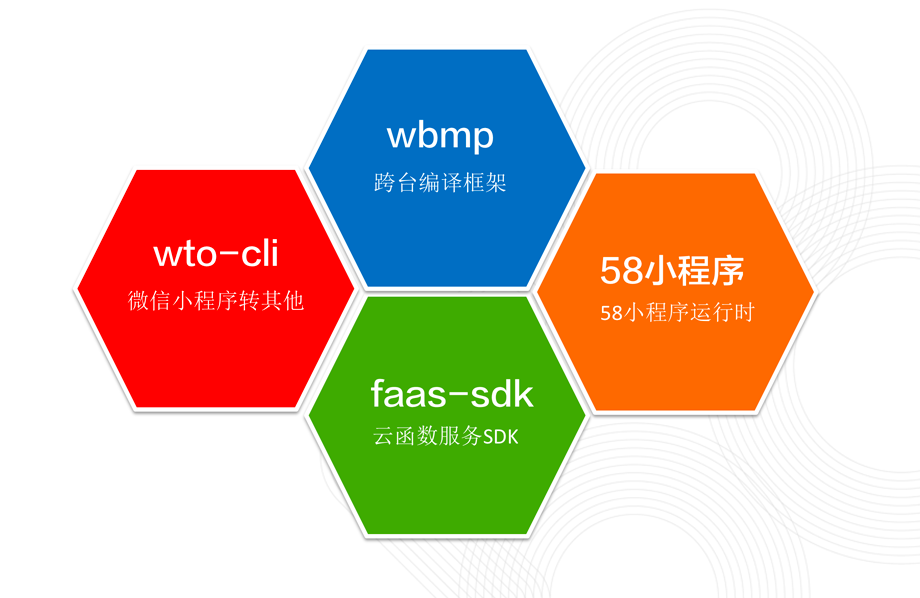 wbmp
跨台编译框架
wto-cli
微信小程序转其他
58小程序
58小程序运行时
faas-sdk
云函数服务SDK